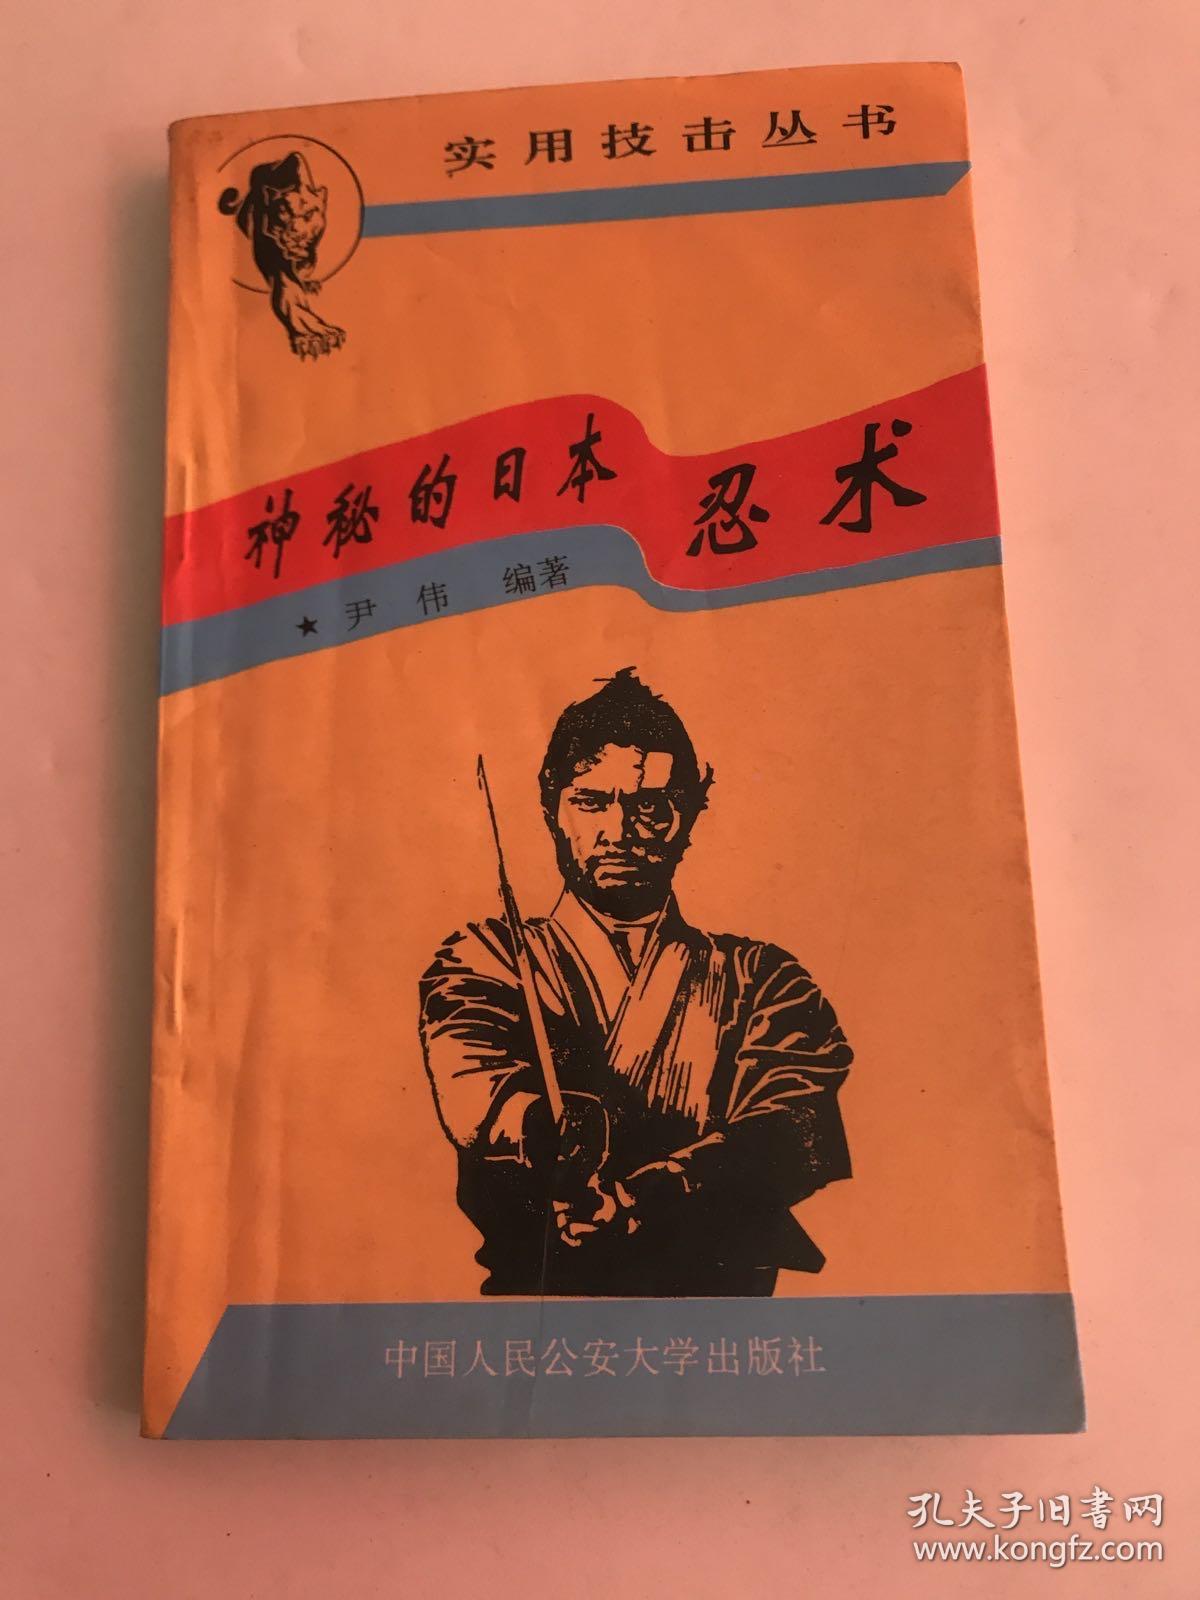 实用技击丛书
神秘的日本忍术
★尹伟 编著
中国人民公安大学出版社
孔夫子旧书网
www.kongfz.com